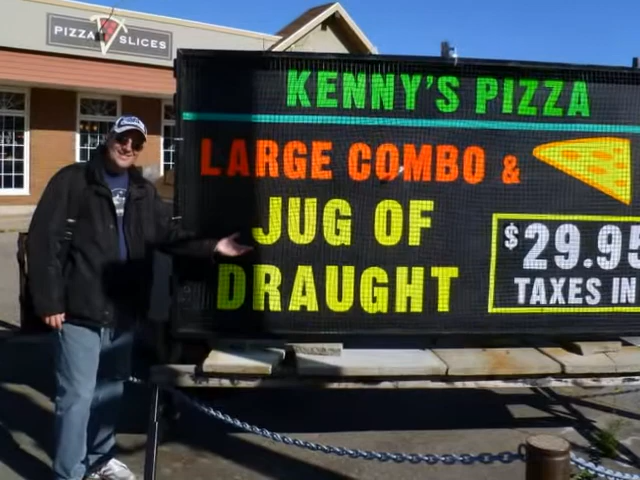 PIZZA SLICES
KENNY'S PIZZA
LARGE COMBO &
JUG OF
DRAUGHT
$29.95
TAXES IN